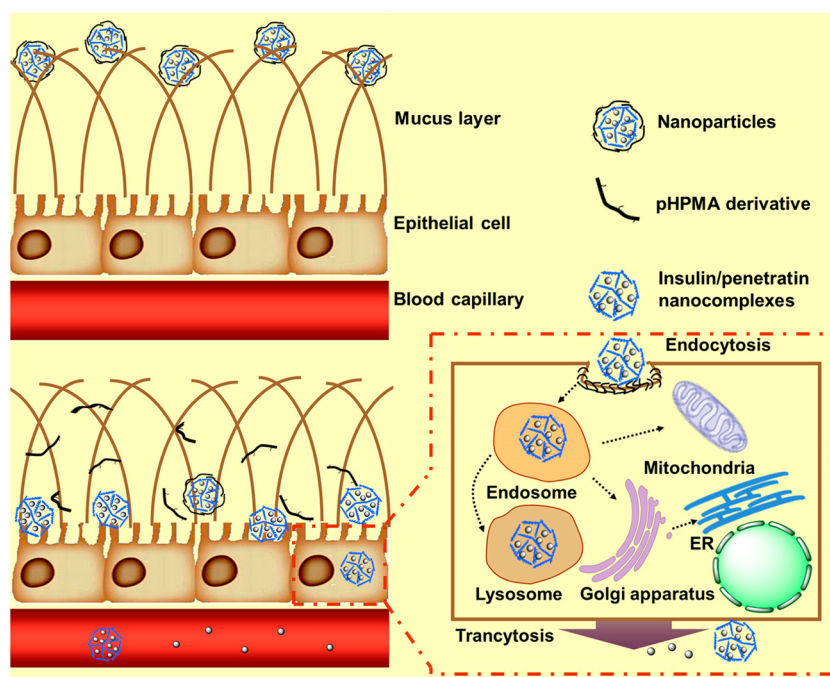 Mucus layer
Epithelial cell
Blood capillary
Nanoparticles
pHPMA derivative
Insulin/penetratin
nanocomplexes
Endocytosis
Mitochondria
Endosome
ER
Lysosome
Golgi apparatus
Trancytosis